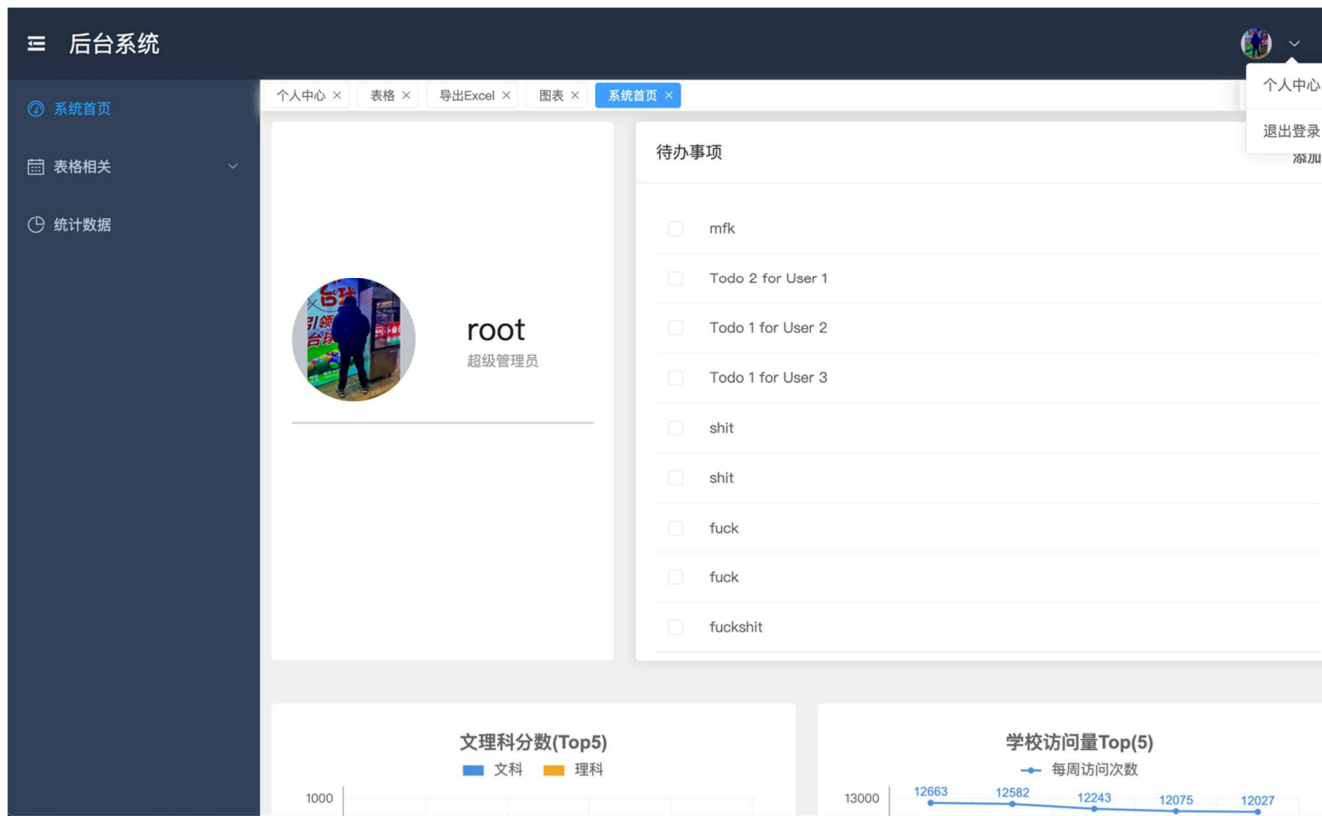 后台系统
个人中心
退出登录
系统首页
表格相关
统计数据
个人中心 × 表格 × 导出Excel × 图表 × 系统首页 ×
root
超级管理员
待办事项
添加
mfk
Todo 2 for User 1
Todo 1 for User 2
Todo 1 for User 3
shit
shit
fuck
fuck
fuckshit
文理科分数(Top5)
文科 理科
1000
学校访问量Top(5)
每周访问次数
13000
12663 12582 12243 12075 12027